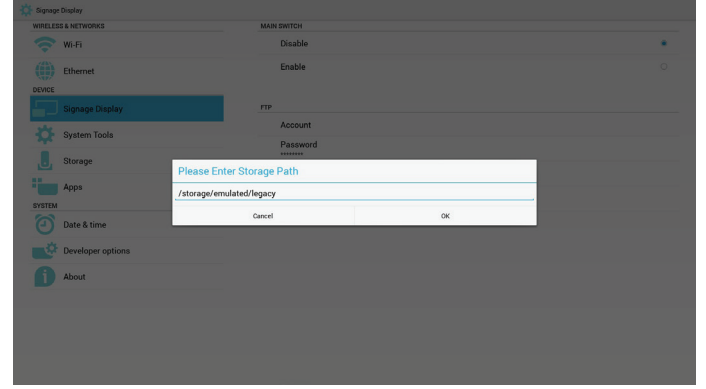 Signage Display
WIRELESS & NETWORKS
Wi-Fi
Ethernet
DEVICE
Signage Display
System Tools
Storage
Apps
SYSTEM
Date & time
Developer options
About
MAIN SWITCH
Disable
Enable
FTP
Account
Password
********
Please Enter Storage Path
/storage/emulated/legacy
Cancel
OK